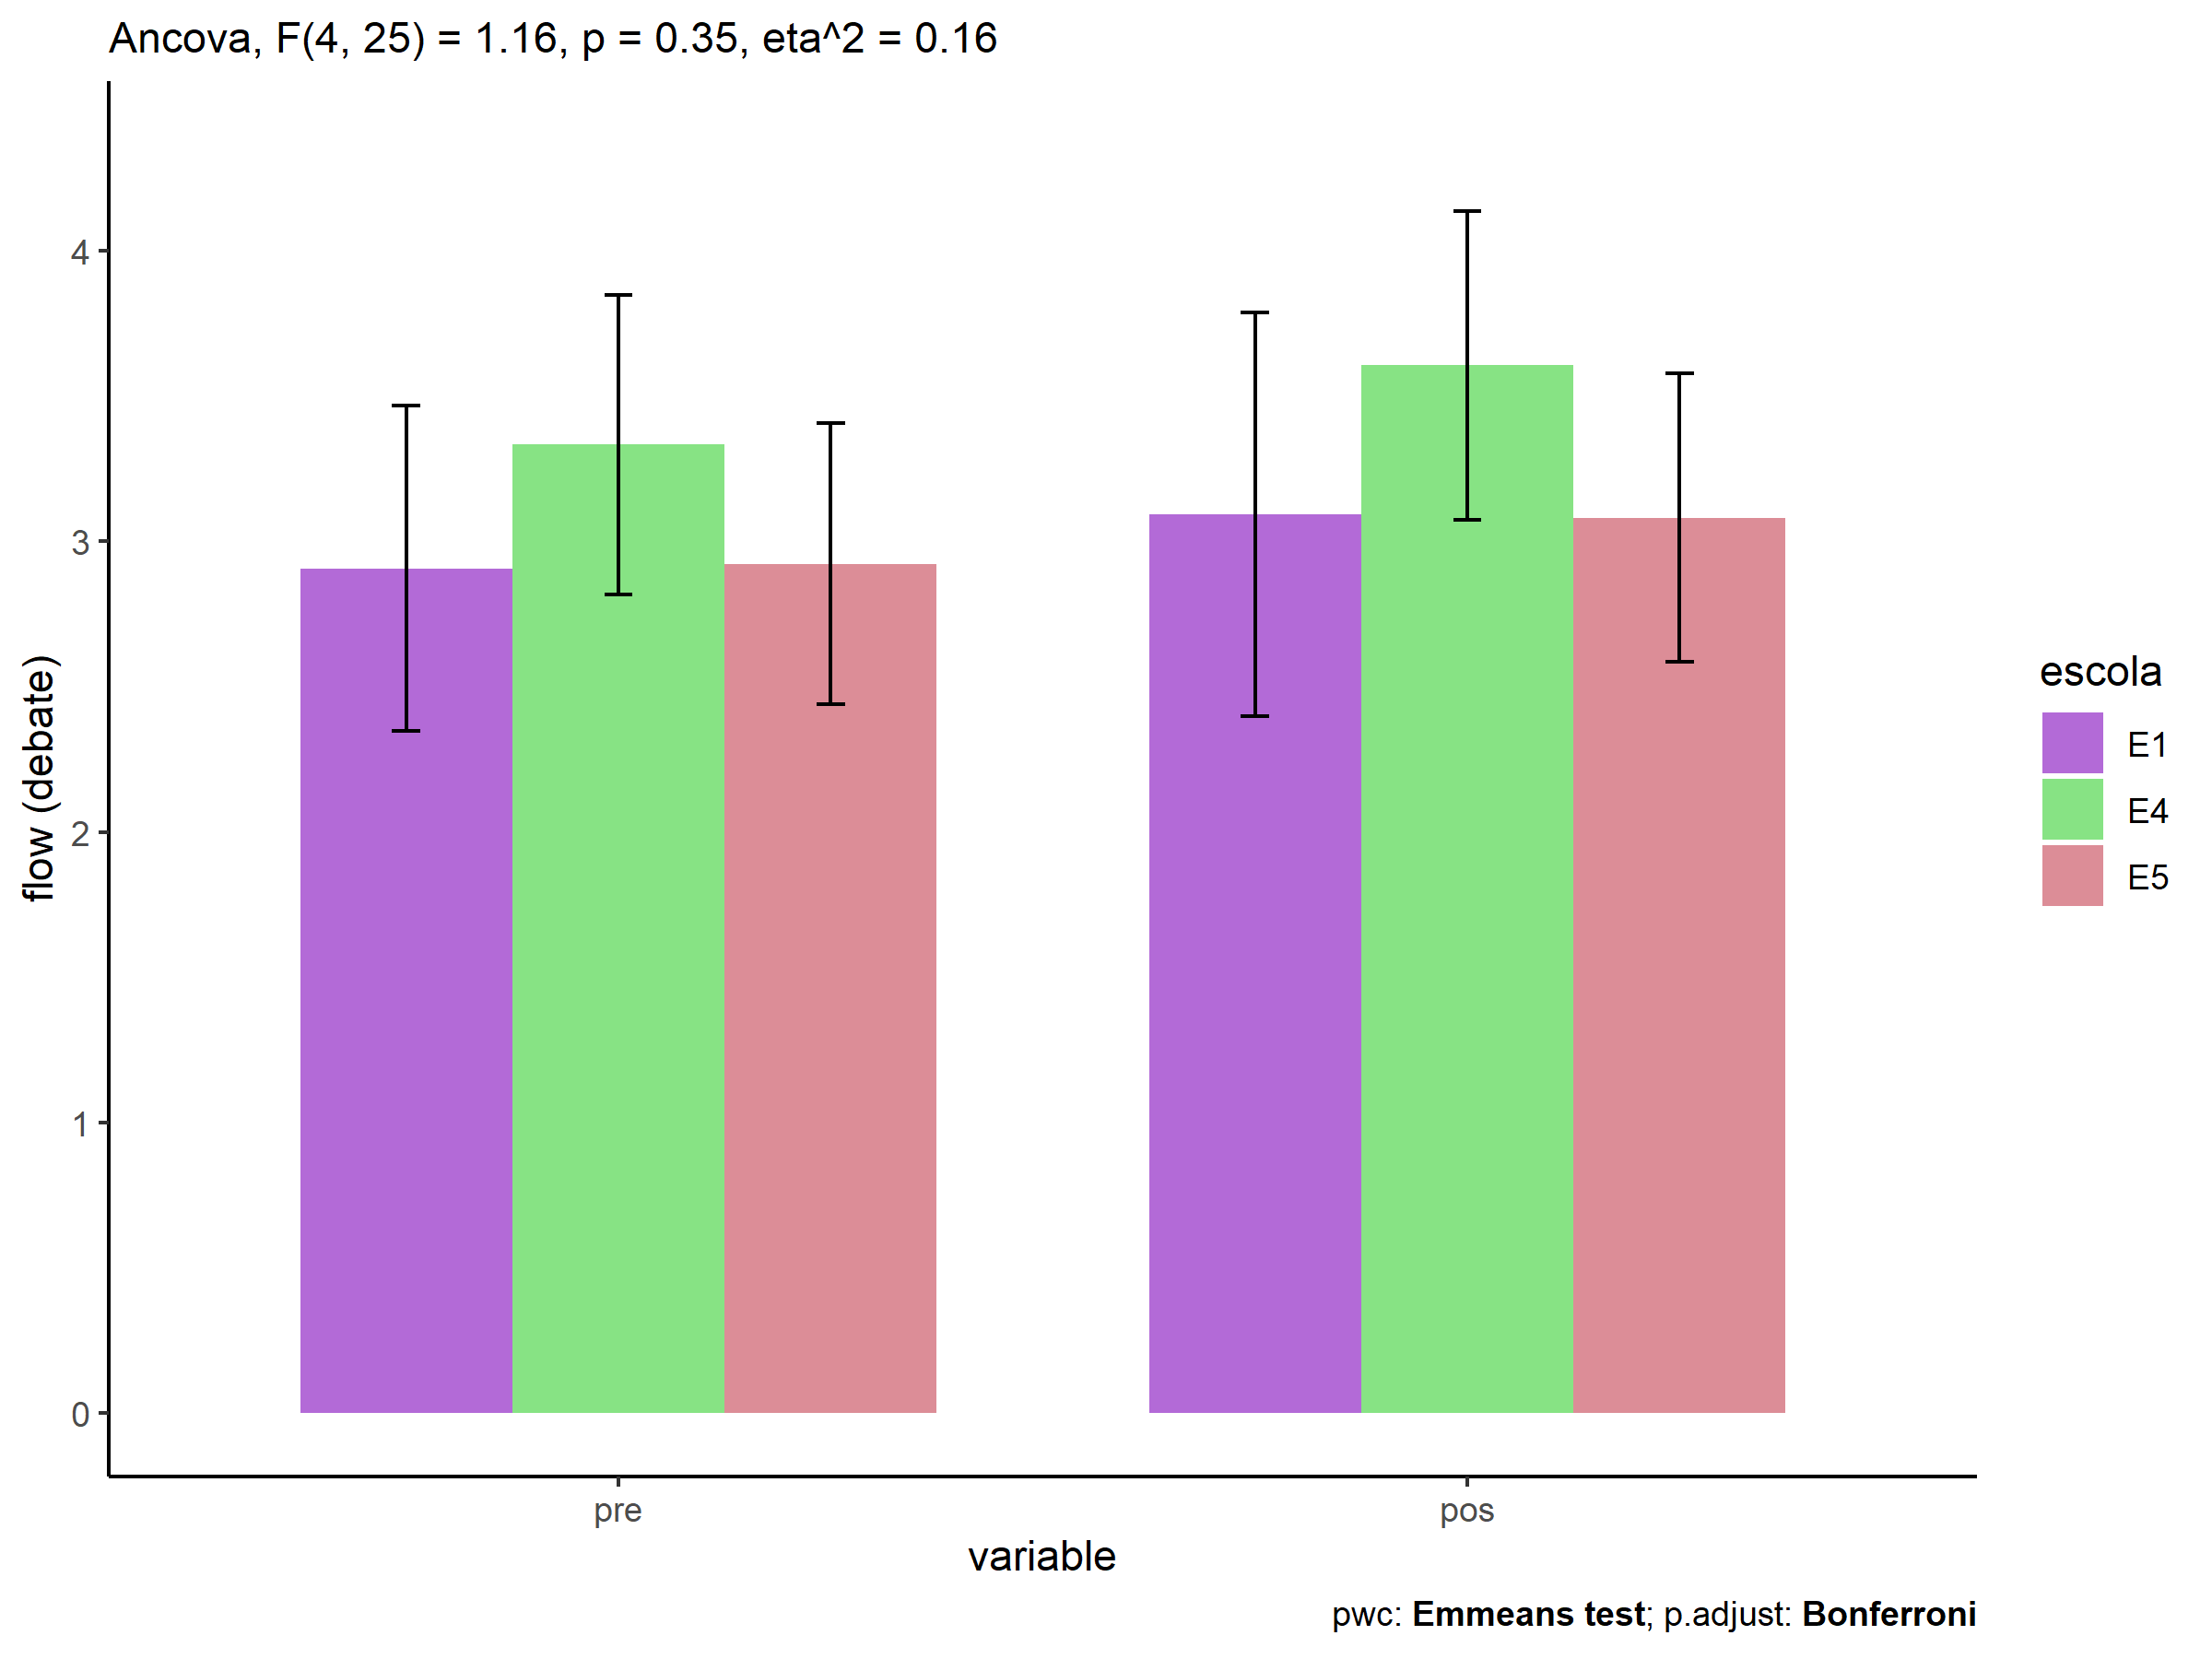 Ancova, F(4, 25) = 1.16, p = 0.35, eta^2 = 0.16
flow (debate)
4
3
2
1
0
pre
pos
variable
escola
E1
E4
E5
pwc: Emmeans test; p.adjust: Bonferroni